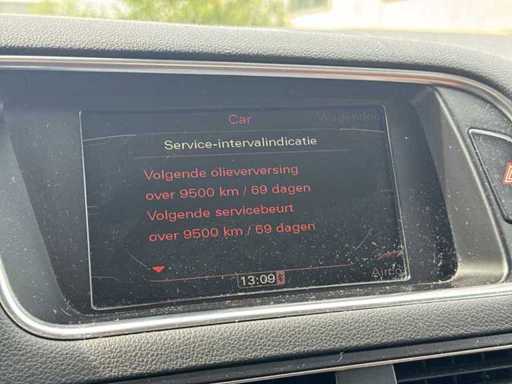 Car
Service-intervalindicatie
Volgende olieverversing
over 9500 km / 69 dagen
Volgende servicebeurt
over 9500 km / 69 dagen
13:09